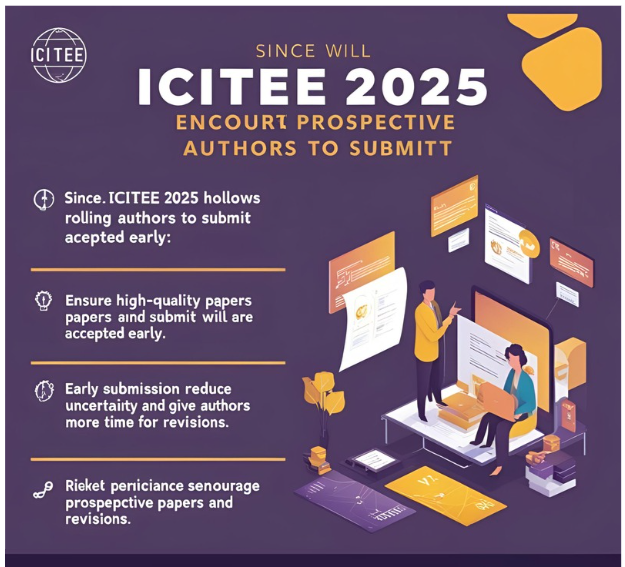 ICITEE
SINCE WILL
ICITEE 2025
ENCOURT PROSPECTIVE
AUTHORS TO SUBMITT
Since. ICITEE 2025 hollows
rolling authors to submit
acepted early:
Ensure high-quality papers
papers and submit will are
accepted early.
Early submission reduce
uncertaity and give authors
more time for revisions.
Rieket periciance senourage
prospepctive papers and
revisions.